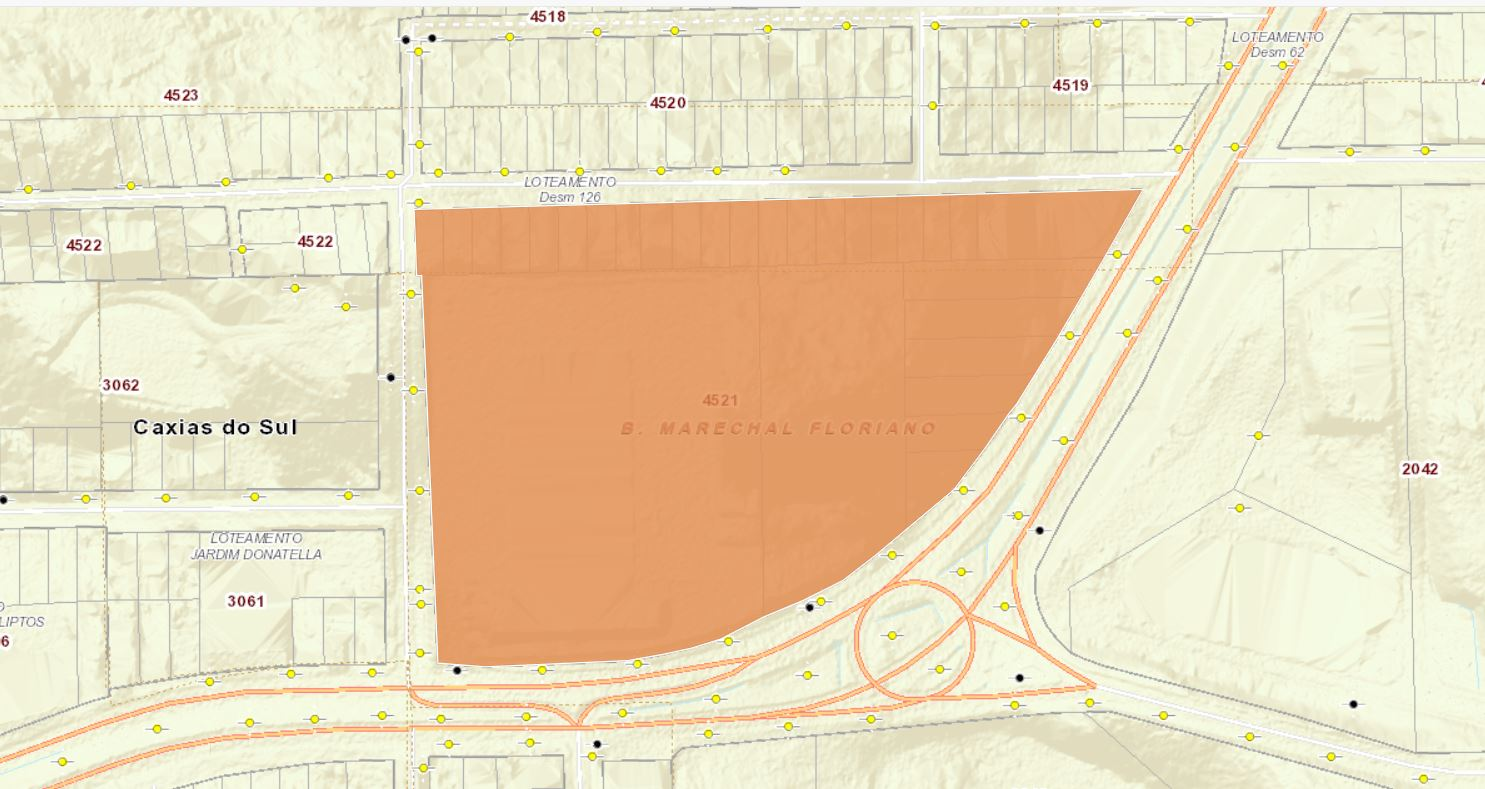 4518
LOTEAMENTO
Desm 62
4523
4520
4519
LOTEAMENTO
Desm 126
4522
4522
3062
4521
Caxias do Sul
B. MARECHAL FLORIANO
2042
LOTEAMENTO
JARDIM DONATELLA
3061
LIPTOS
6